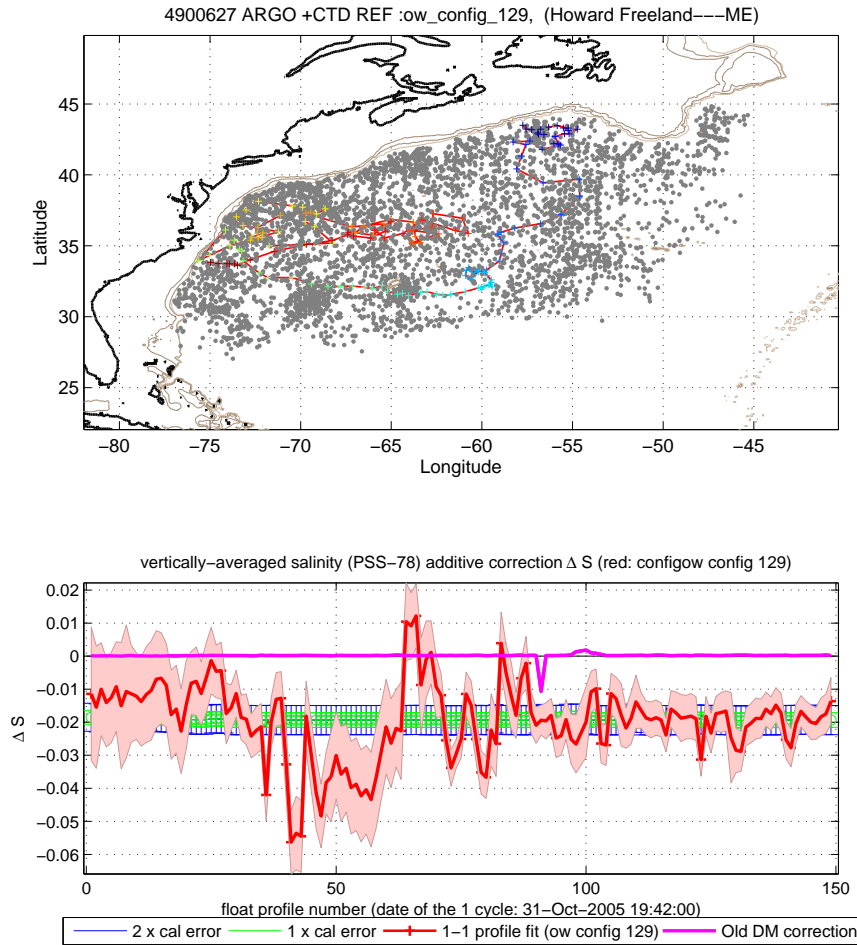 4900627 ARGO +CTD REF :ow_config_129, (Howard Freeland---ME)
45
40
35
30
25
Latitude
−80
−75
−70
−65
−60
−55
−50
−45
Longitude
vertically−averaged salinity (PSS−78) additive correction Δ S (red: configow config 129)
0.02
0.01
0
−0.01
−0.02
−0.03
−0.04
−0.05
−0.06
Δ S
0
50
100
150
float profile number (date of the 1 cycle: 31−Oct−2005 19:42:00)
2 x cal error
1 x cal error
1−1 profile fit (ow config 129)
Old DM correction